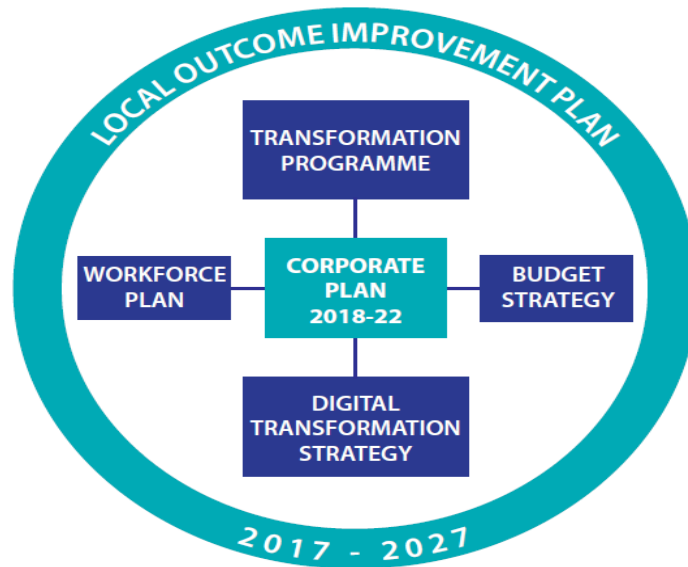 LOCAL OUTCOME IMPROVEMENT PLAN
TRANSFORMATION
PROGRAMME
WORKFORCE
PLAN
CORPORATE
PLAN
2018-22
BUDGET
STRATEGY
DIGITAL
TRANSFORMATION
STRATEGY
2017 - 2027